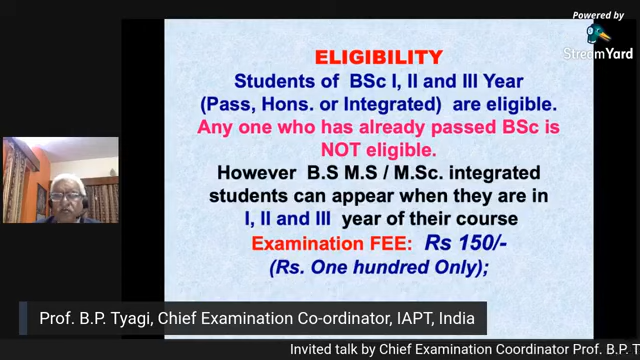 Powered by
StreamYard
ELIGIBILITY
Students of BSc I, II and III Year
(Pass, Hons. or Integrated) are eligible.
Any one who has already passed BSc is
NOT eligible.
However B.S M.S / M.Sc. integrated
students can appear when they are in
I, II and III year of their course
Examination FEE: Rs 150/-
(Rs. One hundred Only);
Prof. B.P. Tyagi, Chief Examination Co-ordinator, IAPT, India
Invited talk by Chief Examination Coordinator Prof. B.P. T